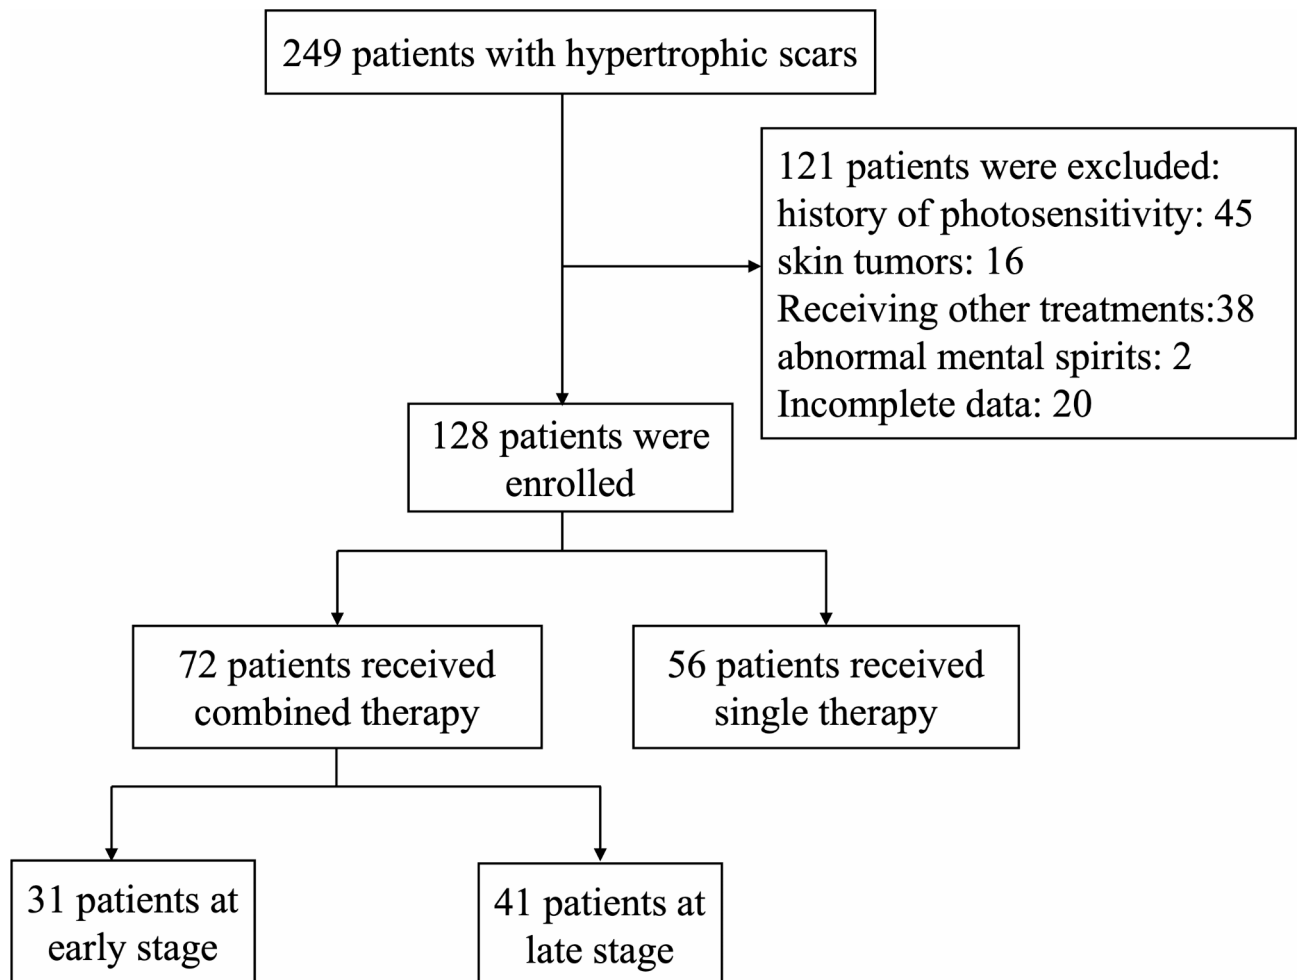 249 patients with hypertrophic scars
121 patients were excluded:
history of photosensitivity: 45
skin tumors: 16
Receiving other treatments:38
abnormal mental spirits: 2
Incomplete data: 20
128 patients were
enrolled
72 patients received
combined therapy
56 patients received
single therapy
31 patients at
early stage
41 patients at
late stage